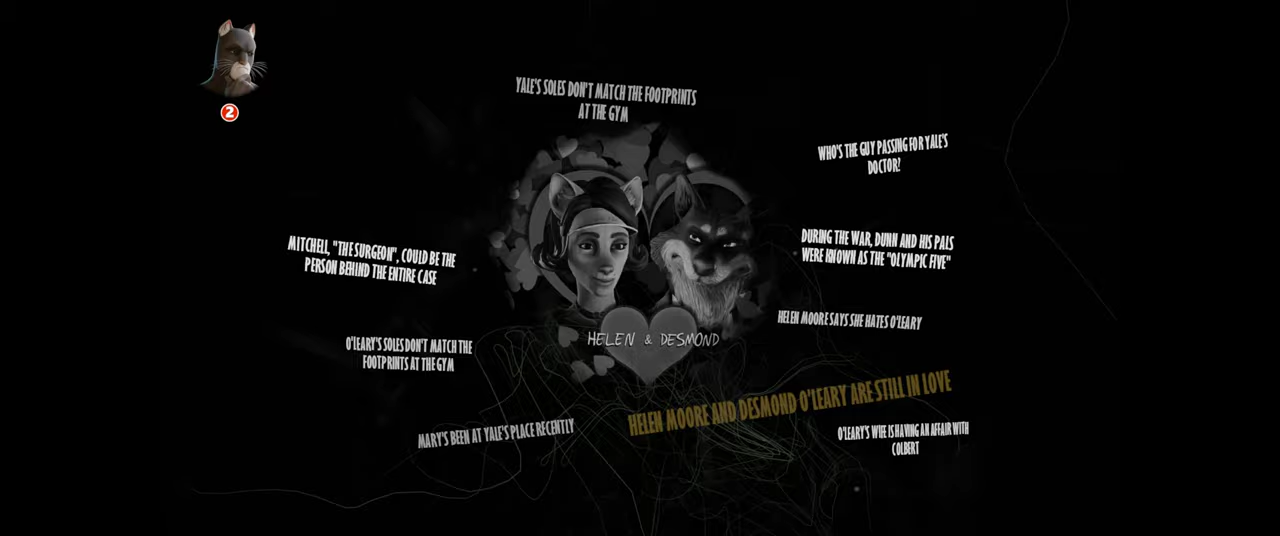 2
YALE'S SOLES DON'T MATCH THE FOOTPRINTS
AT THE GYM
WHO'S THE GUY PASSING FOR YALE'S
DOCTOR?
MITCHELL, "THE SURGEON", COULD BE THE
PERSON BEHIND THE ENTIRE CASE
DURING THE WAR, DUNN AND HIS PALS
WERE KNOWN AS THE "OLYMPIC FIVE"
HELEN MOORE SAYS SHE HATES O'LEARY
HELEN & DESMOND
O'LEARY'S SOLES DON'T MATCH THE
FOOTPRINTS AT THE GYM
HELEN MOORE AND DESMOND O'LEARY ARE STILL IN LOVE
MARY'S BEEN AT YALE'S PLACE RECENTLY
O'LEARY'S WIFE IS HAVING AN AFFAIR WITH
COLBERT